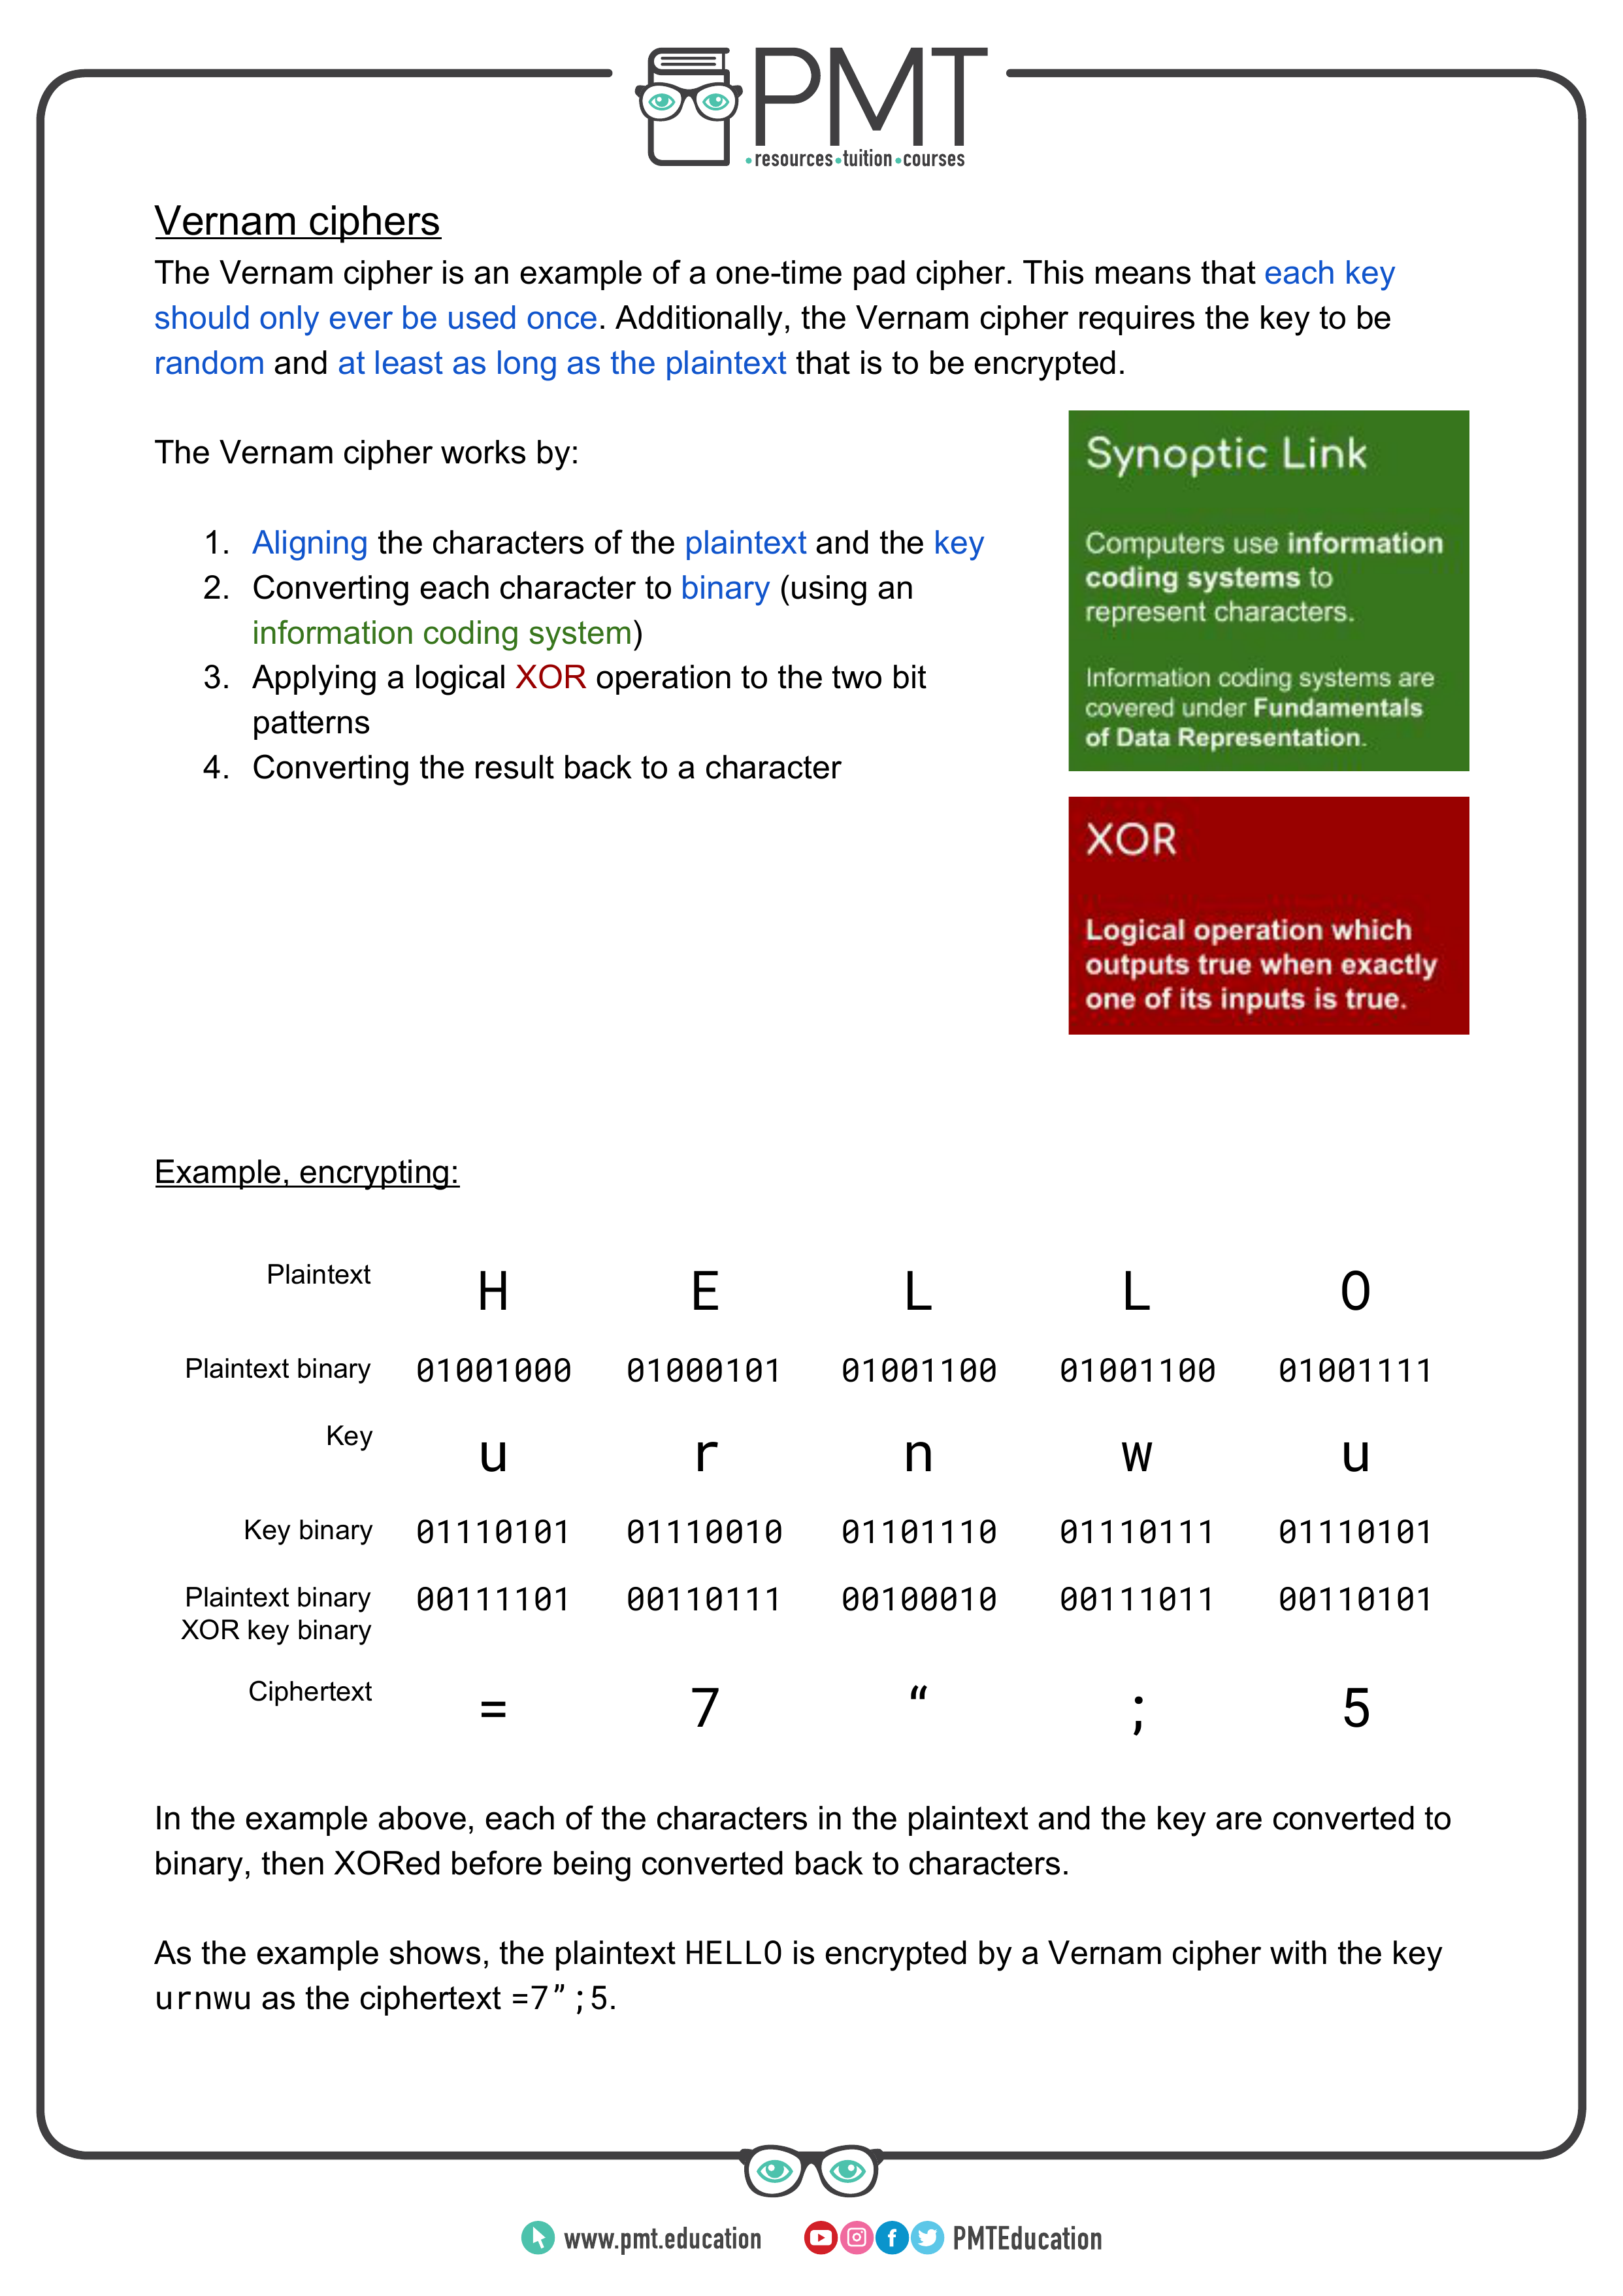 PMT
resources tuition courses
Vernam ciphers
The Vernam cipher is an example of a one-time pad cipher. This means that each key
should only ever be used once. Additionally, the Vernam cipher requires the key to be
random and at least as long as the plaintext that is to be encrypted.
The Vernam cipher works by:
1. Aligning the characters of the plaintext and the key
2. Converting each character to binary (using an
information coding system)
3. Applying a logical XOR operation to the two bit
patterns
4. Converting the result back to a character
Synoptic Link
Computers use information
coding systems to
represent characters.
Information coding systems are
covered under Fundamentals
of Data Representation.
XOR
Logical operation which
outputs true when exactly
one of its inputs is true.
Example, encrypting:
Plaintext H E L L O
Plaintext binary 01001000 01000101 01001100 01001100 01001111
Key u r n w u
Key binary 01110101 01110010 01101110 01110111 01110101
Plaintext binary 00111101 00110111 00100010 00111011 00110101
XOR key binary
Ciphertext = 7 “ ; 5
In the example above, each of the characters in the plaintext and the key are converted to
binary, then XORed before being converted back to characters.
As the example shows, the plaintext HELLO is encrypted by a Vernam cipher with the key
urnwu as the ciphertext =7”;5.
www.pmt.education PMTEducation